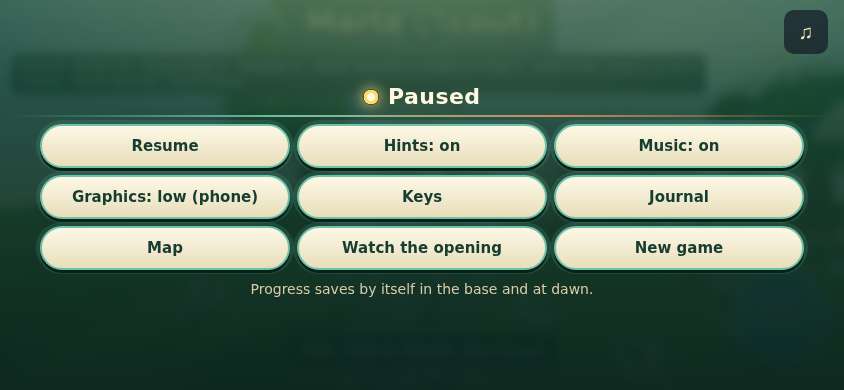 Paused
Resume
Hints: on
Music: on
Graphics: low (phone)
Keys
Journal
Map
Watch the opening
New game
Progress saves by itself in the base and at dawn.